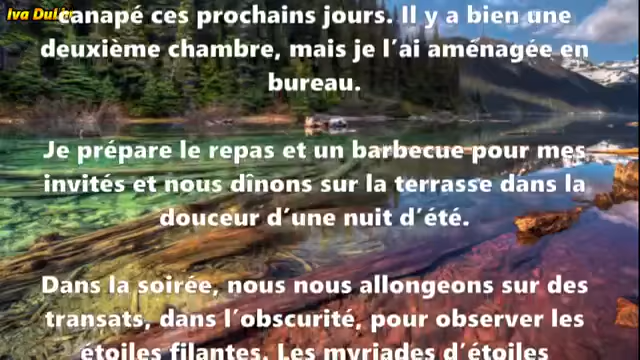 Iva Dul
canapé ces prochains jours. Il y a bien une
deuxième chambre, mais je l’ai aménagée en
bureau.
Je prépare le repas et un barbecue pour mes
invités et nous dînons sur la terrasse dans la
douceur d’une nuit d’été.
Dans la soirée, nous nous allongeons sur des
transats, dans l’obscurité, pour observer les
étoiles filantes. Les myriades d’étoiles